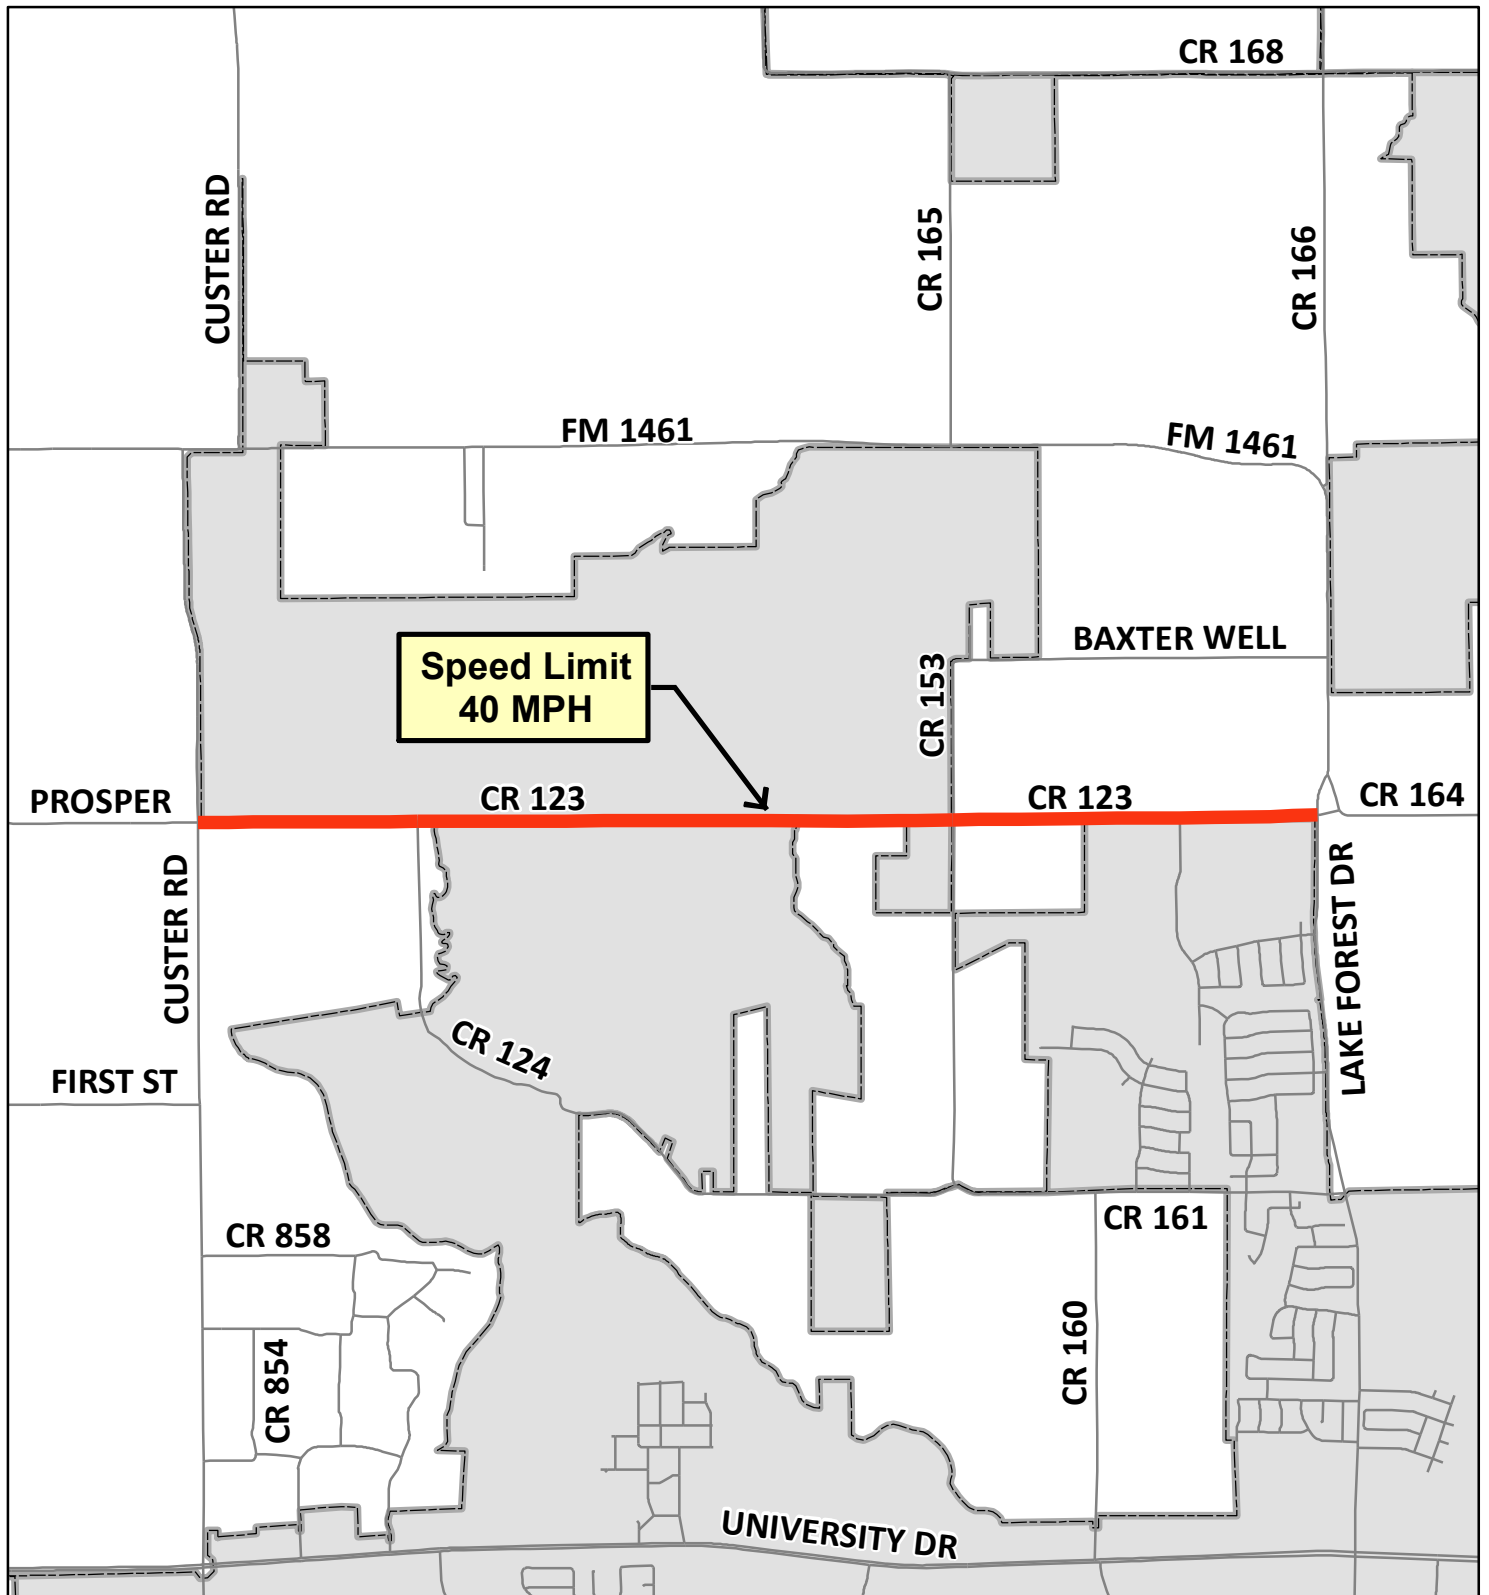 CR 168
CUSTER RD
CR 165
CR 166
FM 1461
FM 1461
BAXTER WELL
Speed Limit
40 MPH
CR 153
PROSPER
CR 123
CR 123
CR 164
CUSTER RD
LAKE FOREST DR
CR 124
FIRST ST
CR 858
CR 161
CR 854
CR 160
UNIVERSITY DR